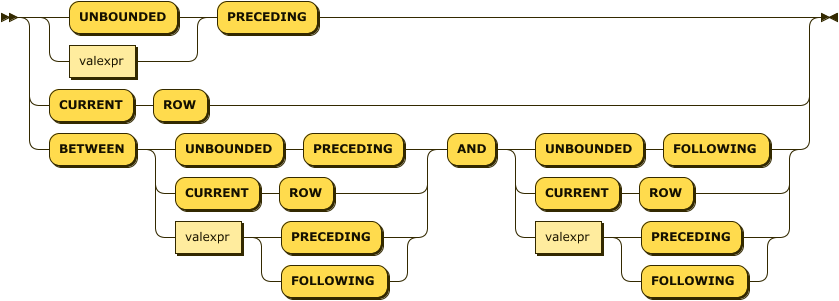 UNBOUNDED PRECEDING
valexpr
CURRENT ROW
BETWEEN UNBOUNDED PRECEDING AND UNBOUNDED FOLLOWING
CURRENT ROW CURRENT ROW
valexpr PRECEDING valexpr PRECEDING
FOLLOWING FOLLOWING